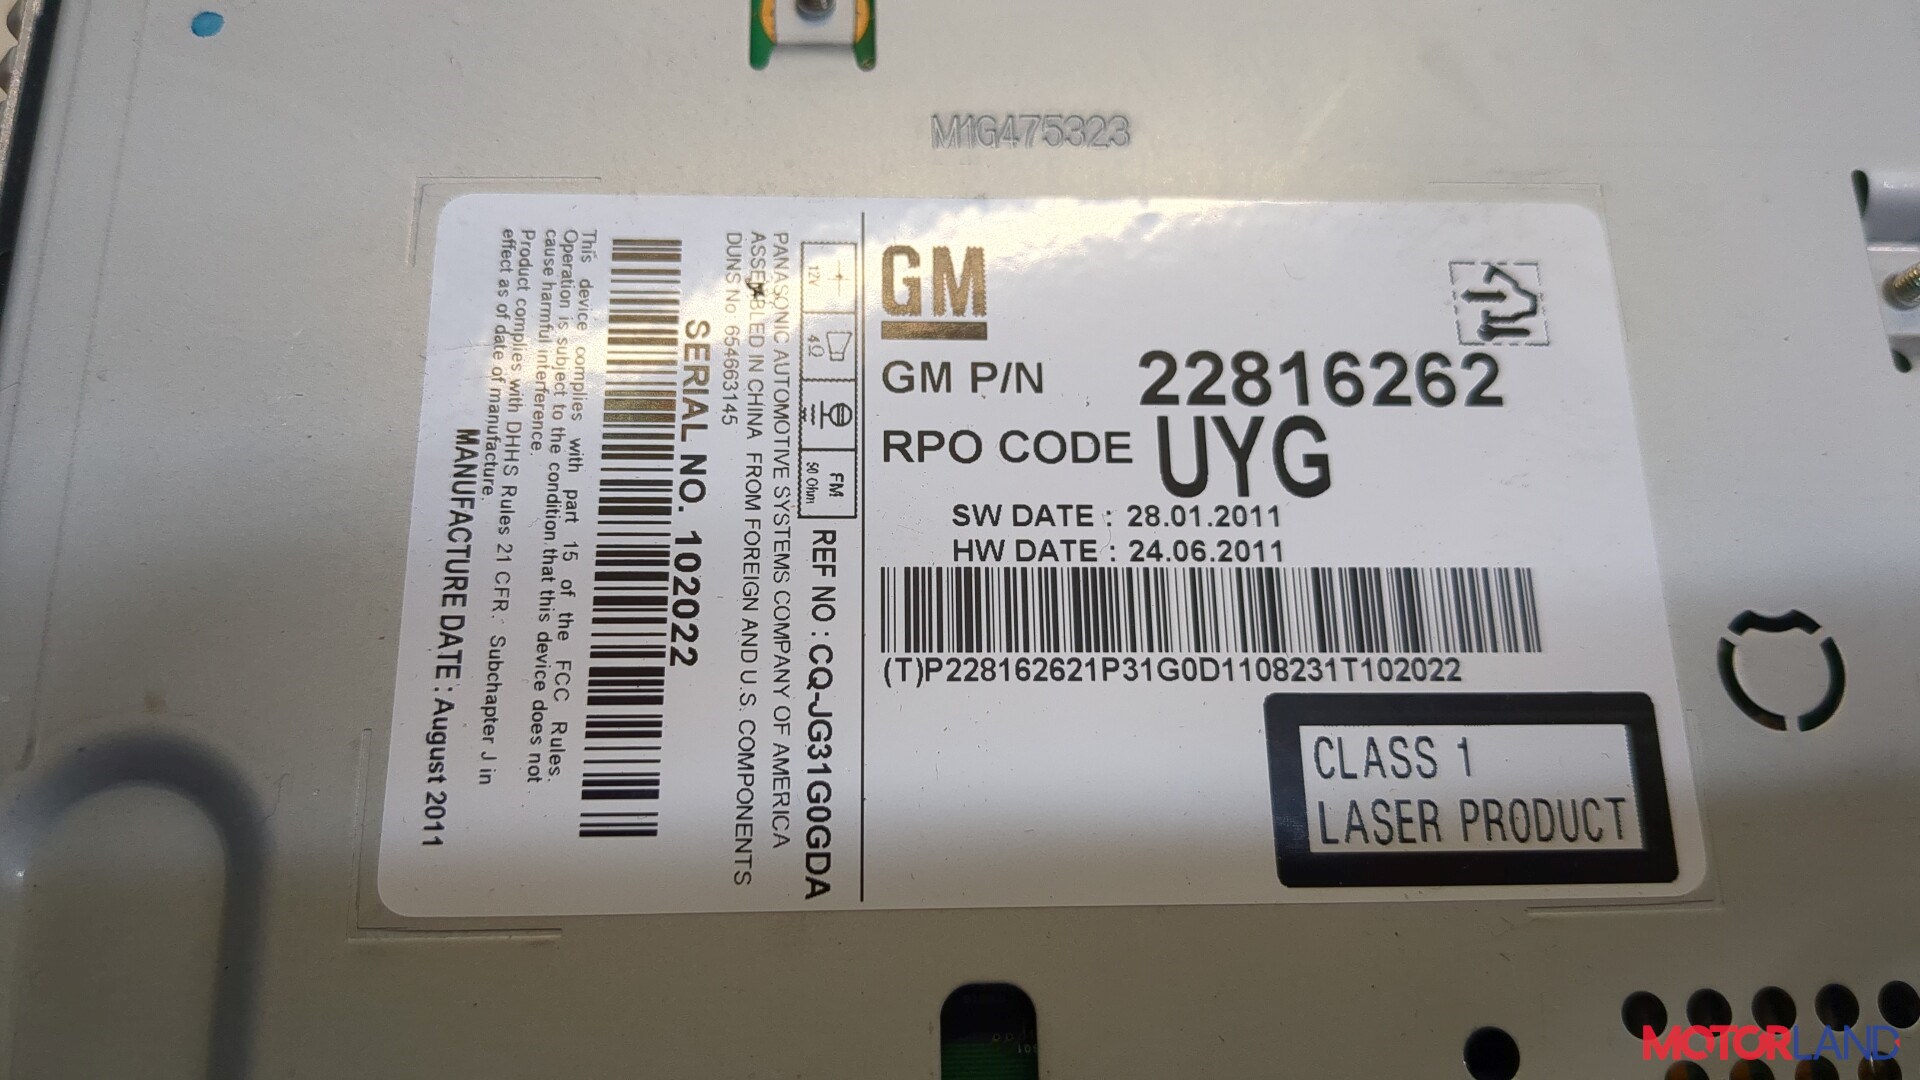 M1G475323
GM
GM P/N 22816262
RPO CODE UYG
SW DATE : 28.01.2011
HW DATE : 24.06.2011
(T)P228162621P31G0D1108231T102022
CLASS 1
LASER PRODUCT
12V
4Ω
FM
50 Ohm
REF NO : CQ-JG31G0GDA
PANASONIC AUTOMOTIVE SYSTEMS COMPANY OF AMERICA
ASSEMBLED IN CHINA FROM FOREIGN AND U.S. COMPONENTS
DUNS No 654663145
SERIAL NO. 102022
This device complies with part 15 of the FCC Rules.
Operation is subject to the condition that this device does not
cause harmful interference.
Product complies with DHHS Rules 21 CFR. Subchapter J in
effect as of date of manufacture.
MANUFACTURE DATE : August 2011
MOTORLAND